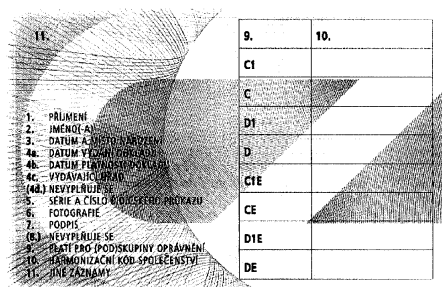 11.
9. 10.
C1
C
D1
D
C1E
CE
D1E
DE
1. PŘÍJMENÍ
2. JMÉNO(-A)
3. DATUM A MÍSTO NAROZENÍ
4a. DATUM VYDÁNÍ DOKLADU
4b. DATUM PLATNOSTI DOKLADU
4c. VYDÁVAJÍCÍ ÚŘAD
(4d.) NEVYPLŇUJE SE
5. SÉRIE A ČÍSLO ŘIDIČSKÉHO PRŮKAZU
6. FOTOGRAFIE
7. PODPIS
(8.) NEVYPLŇUJE SE
9. PLATÍ PRO (POD)SKUPINY OPRÁVNĚNÍ
10. HARMONIZAČNÍ KÓD SPOLEČENSTVÍ
11. JINÉ ZÁZNAMY